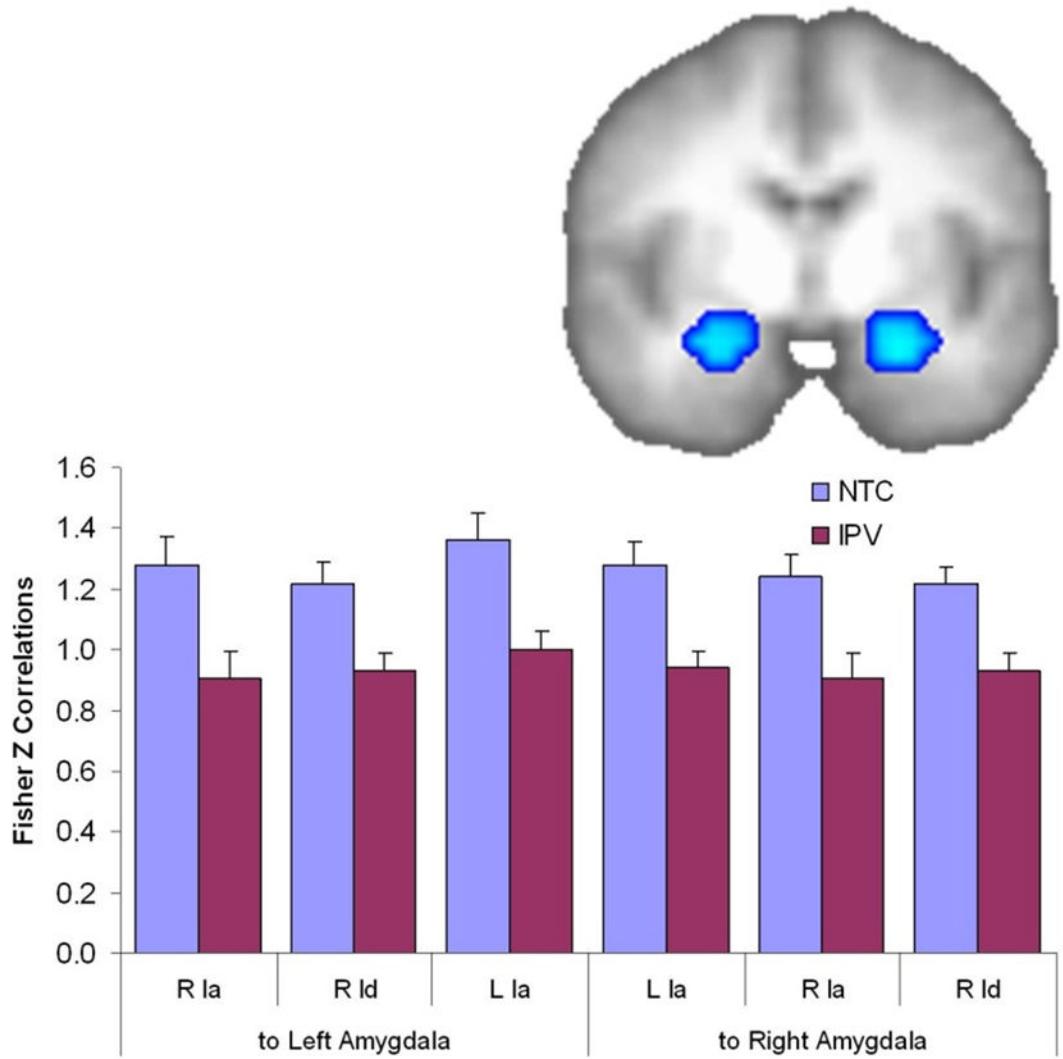 1.6
1.4
1.2
1.0
0.8
0.6
0.4
0.2
0.0
Fisher Z Correlations
NTC
IPV
R Ia
R Id
L Ia
L Ia
R Ia
R Id
to Left Amygdala
to Right Amygdala